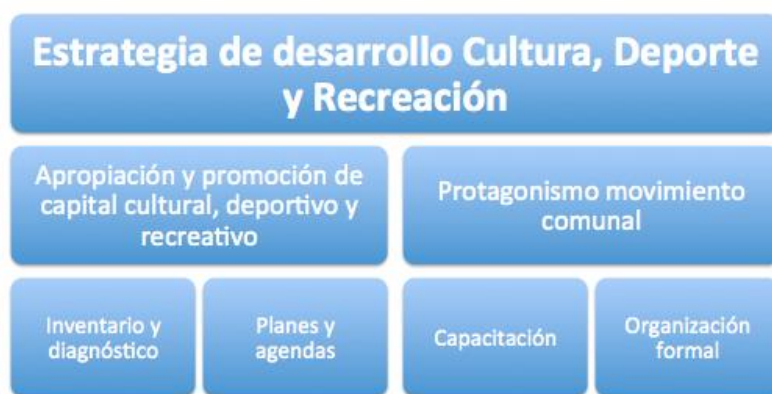 Estrategia de desarrollo Cultura, Deporte
y Recreación
Apropiación y promoción de
capital cultural, deportivo y
recreativo
Protagonismo movimiento
comunal
Inventario y
diagnóstico
Planes y
agendas
Capacitación
Organización
formal